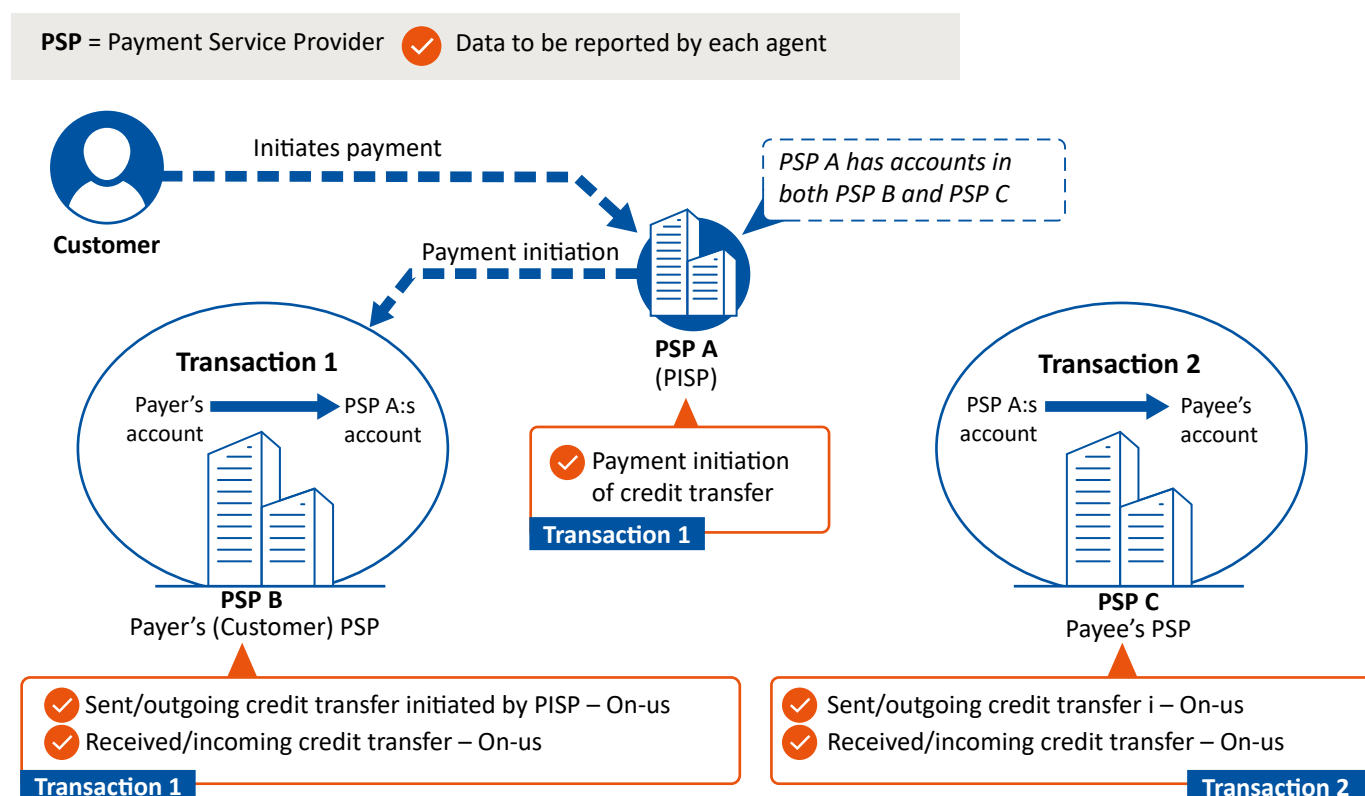 PSP = Payment Service Provider
Data to be reported by each agent
Initiates payment
PSP A has accounts in
both PSP B and PSP C
Customer
Payment initiation
PSP A
(PISP)
Transaction 1
Payer's
account
PSP A:s
account
PSP B
Payer's (Customer) PSP
Payment initiation
of credit transfer
Transaction 1
Transaction 2
PSP A:s
account
Payee's
account
PSP C
Payee's PSP
Sent/outgoing credit transfer initiated by PISP – On-us
Received/incoming credit transfer – On-us
Transaction 1
Sent/outgoing credit transfer i – On-us
Received/incoming credit transfer – On-us
Transaction 2